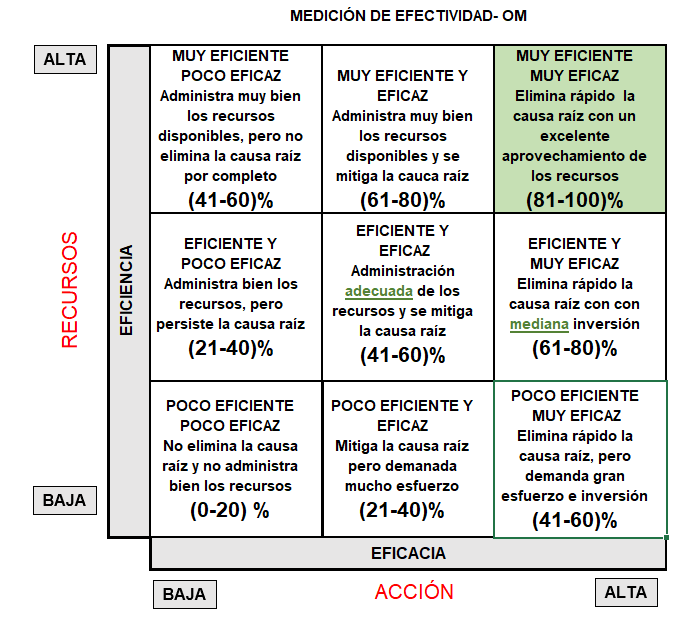 MEDICIÓN DE EFECTIVIDAD- OM
ALTA
MUY EFICIENTE
POCO EFICAZ
Administra muy bien
los recursos
disponibles, pero no
elimina la causa raíz
por completo
(41-60)%
MUY EFICIENTE Y
EFICAZ
Administra muy bien
los recursos
disponibles y se
mitiga la cauca raíz
(61-80)%
MUY EFICIENTE
MUY EFICAZ
Elimina rápido la
causa raíz con un
excelente
aprovechamiento de
los recursos
(81-100)%
RECURSOS
EFICIENCIA
EFICIENTE Y
POCO EFICAZ
Administra bien los
recursos, pero
persiste la causa raíz
(21-40)%
EFICIENTE Y
EFICAZ
Administración
adecuada de los
recursos y se mitiga
la causa raíz
(41-60)%
EFICIENTE Y
MUY EFICAZ
Elimina rápido la
causa raíz con con
mediana inversión
(61-80)%
BAJA
POCO EFICIENTE
POCO EFICAZ
No elimina la causa
raíz y no administra
bien los recursos
(0-20) %
POCO EFICIENTE Y
EFICAZ
Mitiga la causa raíz
pero demanada
mucho esfuerzo
(21-40)%
POCO EFICIENTE
MUY EFICAZ
Elimina rápido la
causa raíz, pero
demanda gran
esfuerzo e inversión
(41-60)%
EFICACIA
BAJA
ACCIÓN
ALTA